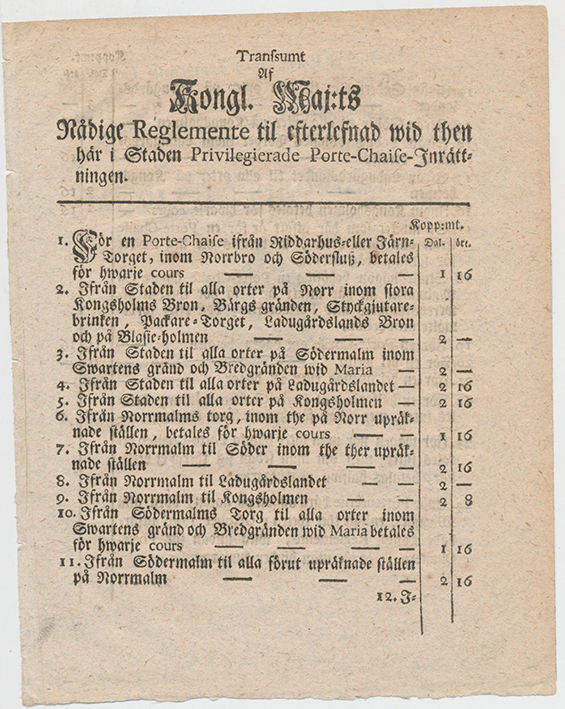 Transsumt
Af
Kongl. Maj:ts
Nådige Reglemente til efterlefnad wid then
här i Staden Privilegierade Porte-Chaise-Inrätt-
ningen.
Kopp:mt.
Dal. öre.
1. För en Porte-Chaise ifrån Riddarhus-eller Järn-
Torget, inom Norrbro och Södersluß, betales
för hwarje cours — — — 1 16
2. Ifrån Staden til alla orter på Norr inom stora
Kongsholms Bron, Bärgsgränden, Styckgjutare-
brinken, Packare-Torget, Ladugårdslands Bron
och på Blasie-holmen — — — 2 —
3. Ifrån Staden til alla orter på Södermalm inom
Swartens gränd och Bredgränden wid Maria — 2 —
4. Ifrån Staden til alla orter på Ladugårdslandet — 2 16
5. Ifrån Staden til alla orter på Kongsholmen — 2 16
6. Ifrån Norrmalms torg, inom the på Norr upräk-
nade ställen, betales för hwarje cours — — 1 16
7. Ifrån Norrmalm til Söder inom the ther upräk-
nade ställen — — — 2 16
8. Ifrån Norrmalm til Ladugårdslandet — — 2 —
9. Ifrån Norrmalm til Kongsholmen — — 2 8
10. Ifrån Södermalms Torg til alla orter inom
Swartens gränd och Bredgränden wid Maria betales
för hwarje cours — — — 1 16
11. Ifrån Södermalm til alla förut upräknade ställen
på Norrmalm — — — 2 16
12. I-